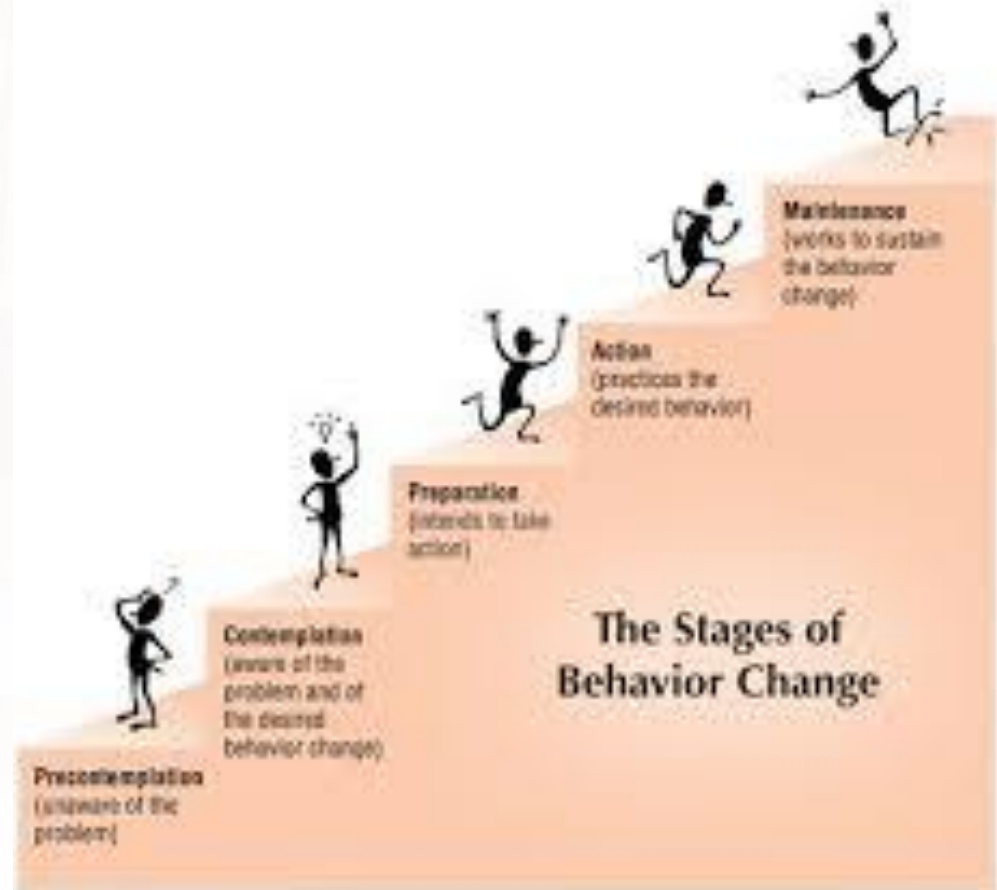 Maintenance
(works to sustain
the behavior
change)
Action
(practices the
desired behavior)
Preparation
(intends to take
action)
Contemplation
(aware of the
problem and of
the desired
behavior change)
Precontemplation
(unaware of the
problem)
The Stages of
Behavior Change